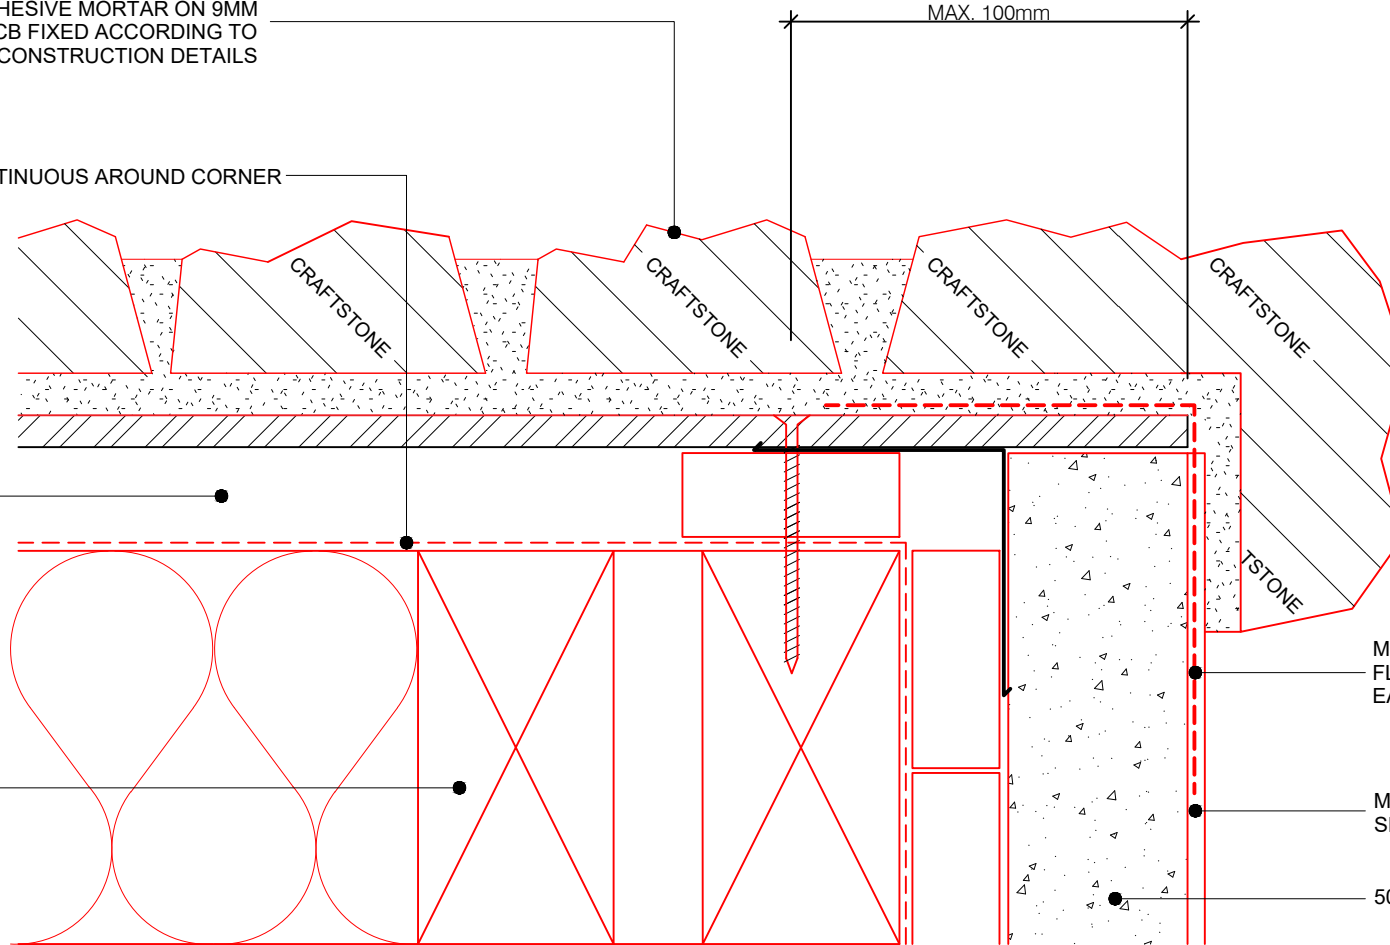 HESIVE MORTAR ON 9MM
CB FIXED ACCORDING TO
CONSTRUCTION DETAILS
MAX. 100mm
TINUOUS AROUND CORNER
CRAFTSTONE
CRAFTSTONE
CRAFTSTONE
CRAFTSTONE
TSTONE
M
FL
EA
M
SI
50